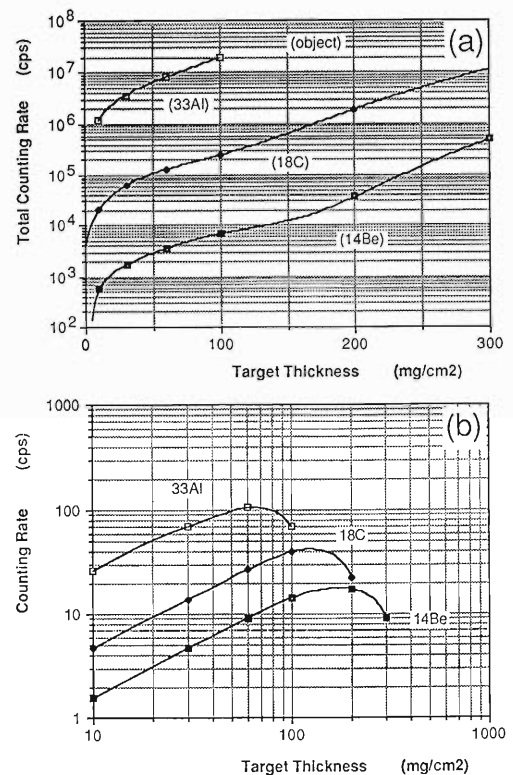 10^8
(a)
(object)
10^7
(33Al)
10^6
(18C)
10^5
10^4
(14Be)
10^3
10^2
Total Counting Rate (cps)
0 100 200 300
Target Thickness (mg/cm2)
1000
(b)
33Al
18C
100
10
14Be
1
Counting Rate (cps)
10 100 1000
Target Thickness (mg/cm2)